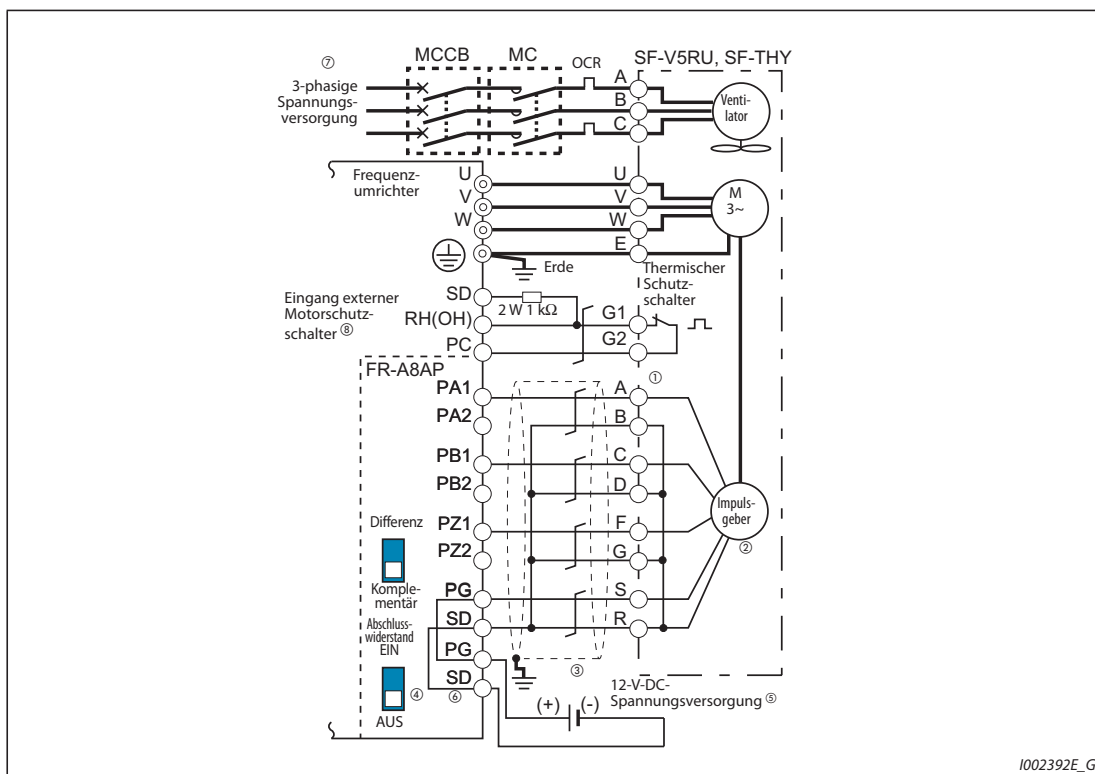 ⑦
3-phasige
Spannungs-
versorgung
MCCB
MC
OCR
SF-V5RU, SF-THY
A
B
C
Venti-
lator
Frequenz-
umrichter
U
V
W
U
V
W
E
M
3~
Erde
Thermischer
Schutz-
schalter
Eingang externer
Motorschutz-
schalter ⑧
SD
RH(OH)
PC
2 W 1 kΩ
G1
G2
FR-A8AP
①
PA1
PA2
PB1
PB2
PZ1
PZ2
PG
SD
PG
SD
A
B
C
D
F
G
S
R
Impuls-
geber
②
Differenz
Komple-
mentär
Abschluss-
widerstand
EIN
④
AUS
⑥
③
12-V-DC-
Spannungsversorgung ⑤
(+)
(-)
I002392E_G